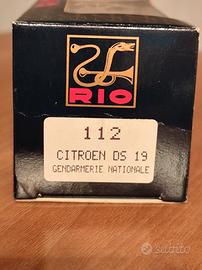 RIO
112
CITROEN DS 19
GENDARMERIE NATIONALE
subito